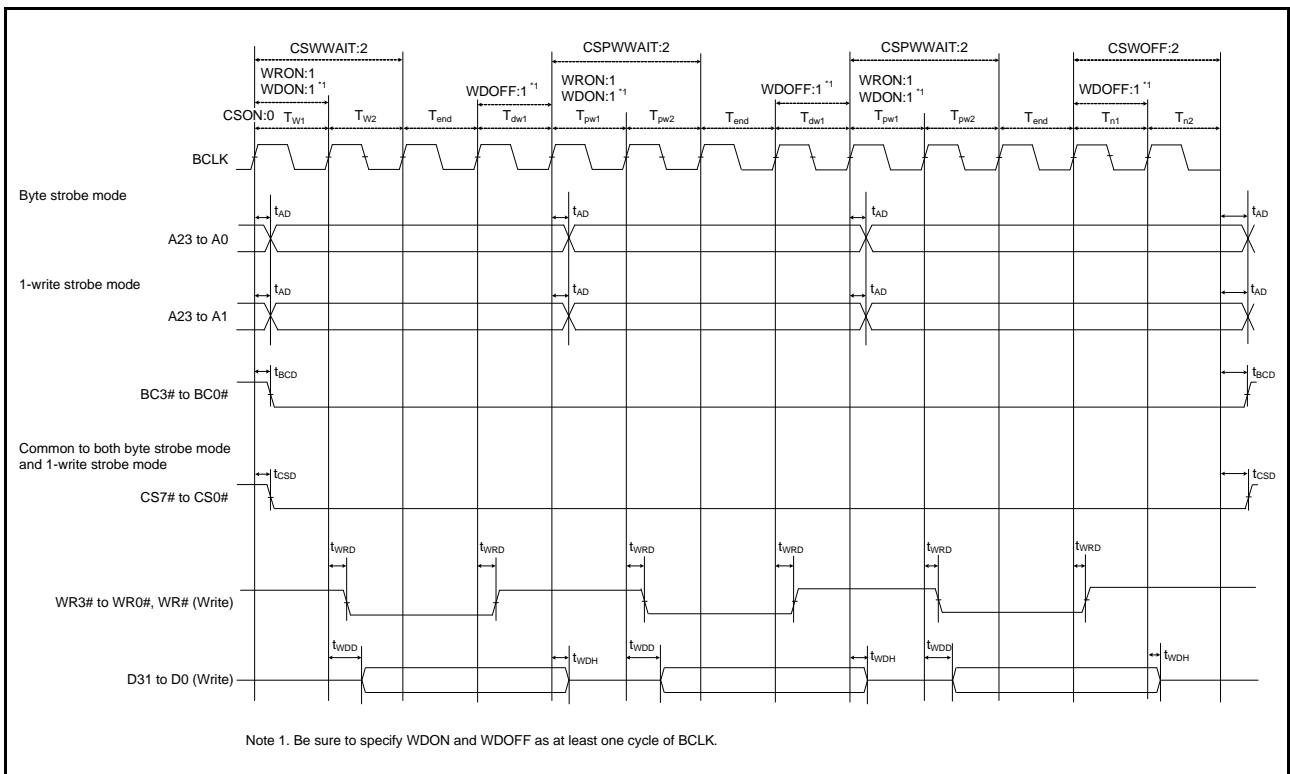 CSWWAIT:2 CSPWWAIT:2 CSPWWAIT:2 CSWOFF:2
WRON:1 WRON:1 WRON:1
WDON:1 *1 WDOFF:1 *1 WDON:1 *1 WDOFF:1 *1 WDON:1 *1 WDOFF:1 *1
CSON:0 TW1 TW2 Tend Tdw1 Tpw1 Tpw2 Tend Tdw1 Tpw1 Tpw2 Tend Tn1 Tn2
BCLK
Byte strobe mode
tAD tAD tAD tAD
A23 to A0
1-write strobe mode
tAD tAD tAD tAD
A23 to A1
tBCD tBCD
BC3# to BC0#
Common to both byte strobe mode
and 1-write strobe mode
tCSD tCSD
CS7# to CS0#
tWRD tWRD tWRD tWRD tWRD tWRD
WR3# to WR0#, WR# (Write)
tWDD tWDH tWDD tWDH tWDD tWDH
D31 to D0 (Write)
Note 1. Be sure to specify WDON and WDOFF as at least one cycle of BCLK.